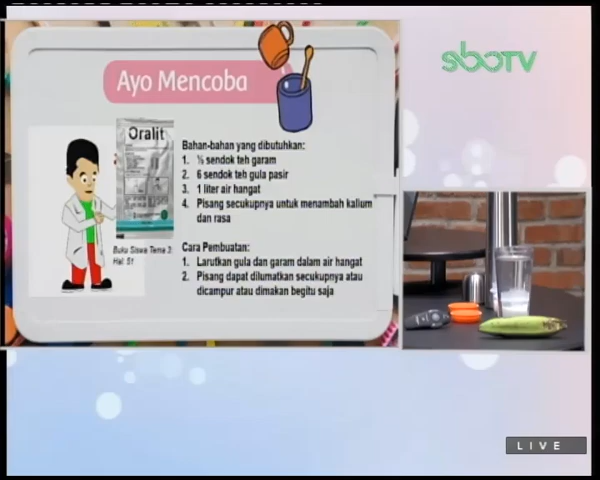 sboTV
Ayo Mencoba
Oralit
Bahan-bahan yang dibutuhkan:
1. ½ sendok teh garam
2. 6 sendok teh gula pasir
3. 1 liter air hangat
4. Pisang secukupnya untuk menambah kalium
dan rasa
Buku Siswa Tema 3
Hal: 51
Cara Pembuatan:
1. Larutkan gula dan garam dalam air hangat
2. Pisang dapat dilumatkan secukupnya atau
dicampur atau dimakan begitu saja
LIVE